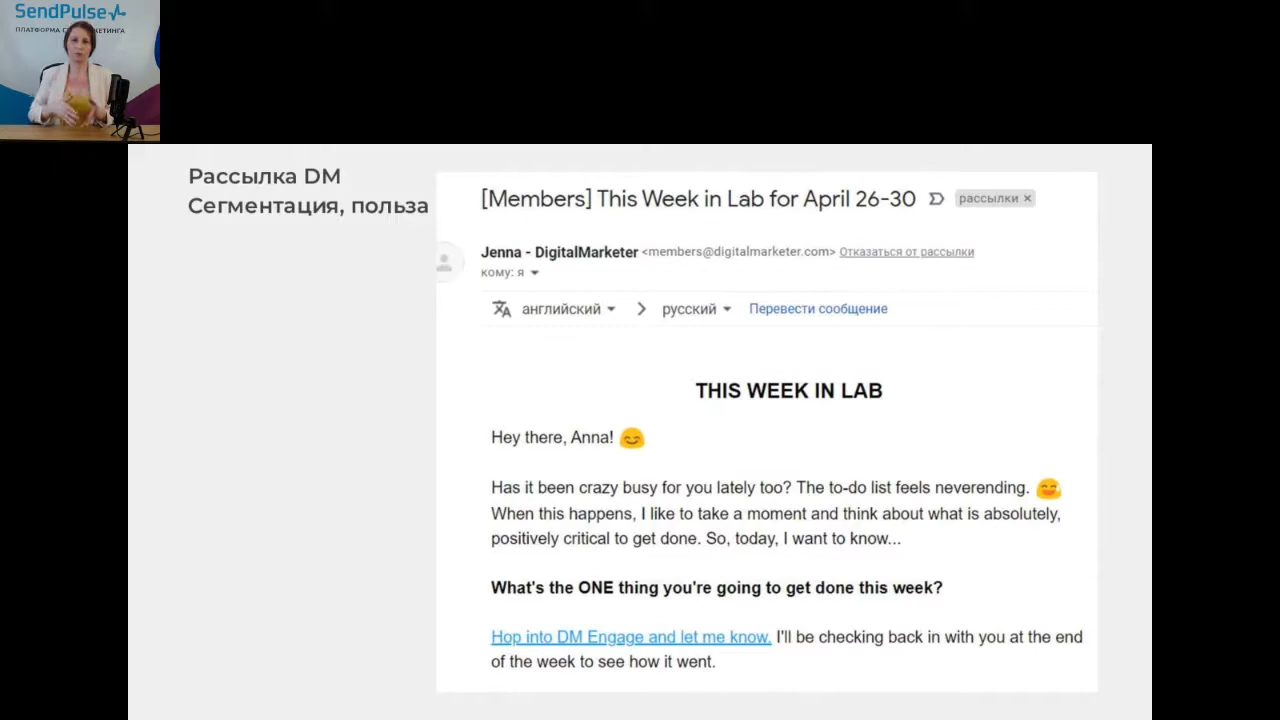 SendPulse
ПЛАТФОРМА
Рассылка DM
Сегментация, польза
[Members] This Week in Lab for April 26-30 рассылки ×
Jenna - DigitalMarketer <members@digitalmarketer.com> Отказаться от рассылки
кому: я
английский > русский Перевести сообщение
THIS WEEK IN LAB
Hey there, Anna! 😊
Has it been crazy busy for you lately too? The to-do list feels neverending. 😅
When this happens, I like to take a moment and think about what is absolutely,
positively critical to get done. So, today, I want to know...
What's the ONE thing you're going to get done this week?
Hop into DM Engage and let me know. I'll be checking back in with you at the end
of the week to see how it went.